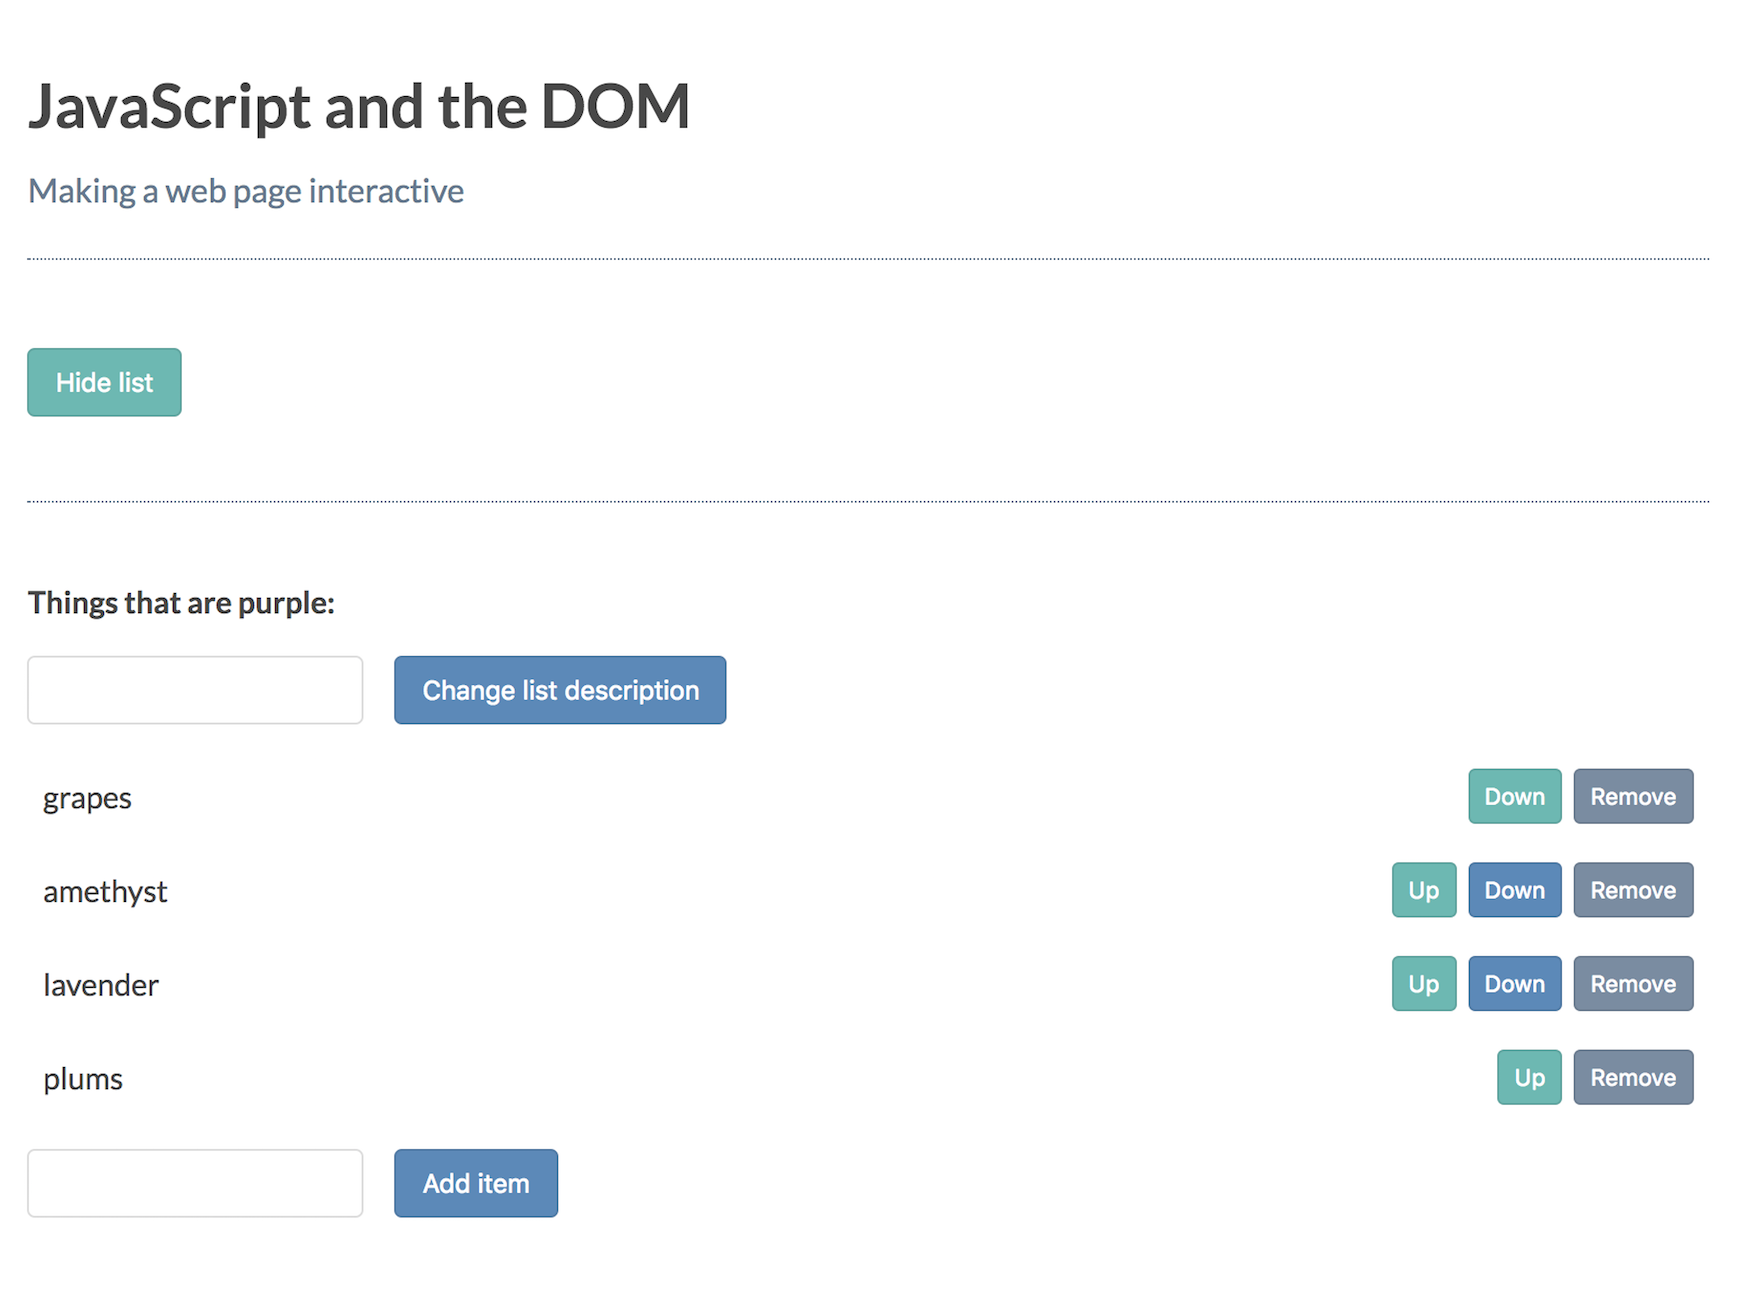 JavaScript and the DOM
Making a web page interactive
Hide list
Things that are purple:
Change list description
grapes Down Remove
amethyst Up Down Remove
lavender Up Down Remove
plums Up Remove
Add item